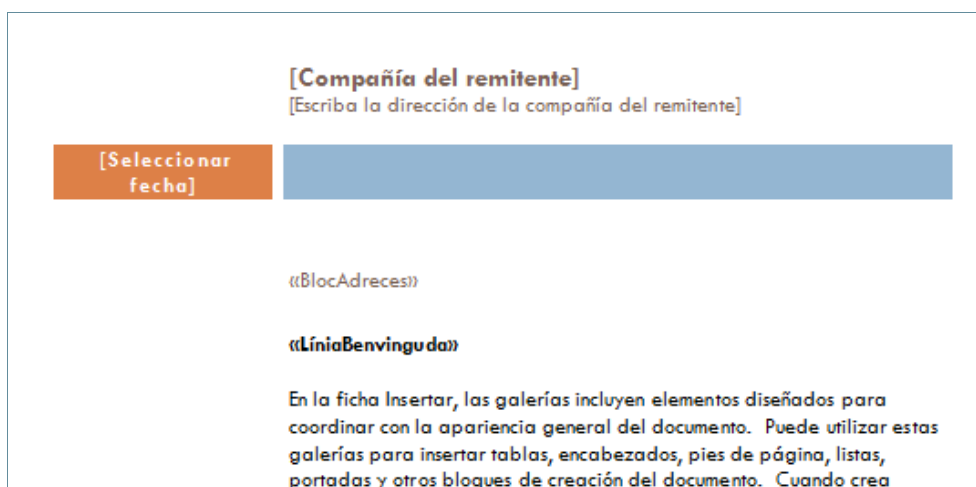 [Compañía del remitente]
[Escriba la dirección de la compañía del remitente]
[Seleccionar
fecha]
«BlocAdreces»
«LíniaBenvinguda»
En la ficha Insertar, las galerías incluyen elementos diseñados para
coordinar con la apariencia general del documento.  Puede utilizar estas
galerías para insertar tablas, encabezados, pies de página, listas,
portadas y otros bloques de creación del documento.  Cuando crea